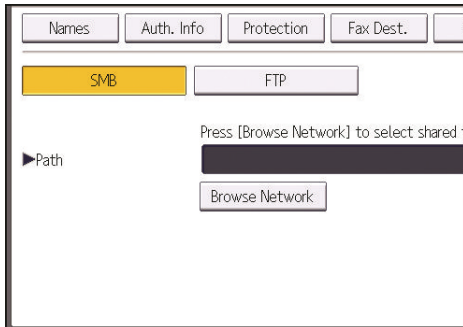 Names Auth. Info Protection Fax Dest.
SMB FTP
Press [Browse Network] to select shared
▶Path
Browse Network